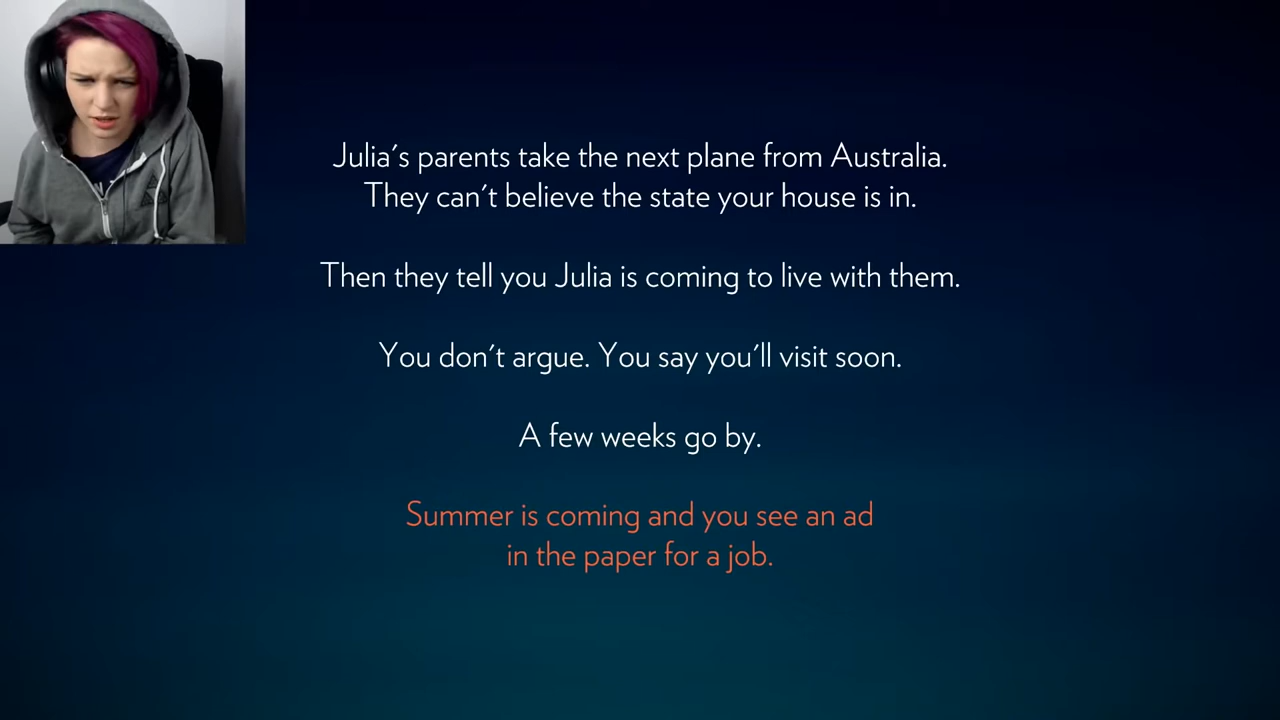 Julia's parents take the next plane from Australia.
They can't believe the state your house is in.
Then they tell you Julia is coming to live with them.
You don't argue. You say you'll visit soon.
A few weeks go by.
Summer is coming and you see an ad
in the paper for a job.